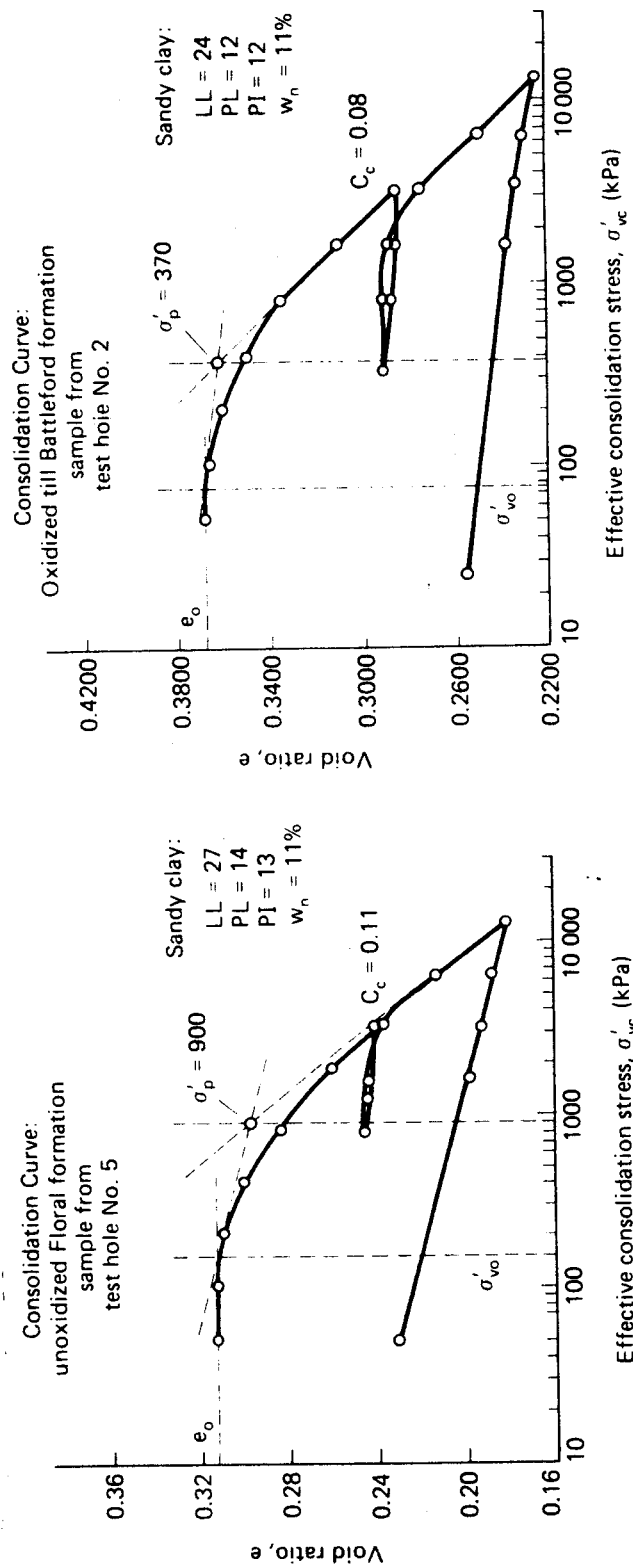 Consolidation Curve:
unoxidized Floral formation
sample from
test hole No. 5
Sandy clay:
LL = 27
PL = 14
PI = 13
wₙ = 11%
σ′ₚ = 900
C_c = 0.11
e₀
σ′ᵥₒ
Void ratio, e
0.36
0.32
0.28
0.24
0.20
0.16
10
100
1000
10 000
Effective consolidation stress, σ′ᵥc (kPa)
Consolidation Curve:
Oxidized till Battleford formation
sample from
test hole No. 2
Sandy clay:
LL = 24
PL = 12
PI = 12
wₙ = 11%
σ′ₚ = 370
C_c = 0.08
e₀
σ′ᵥₒ
Void ratio, e
0.4200
0.3800
0.3400
0.3000
0.2600
0.2200
10
100
1000
10 000
Effective consolidation stress, σ′ᵥc (kPa)